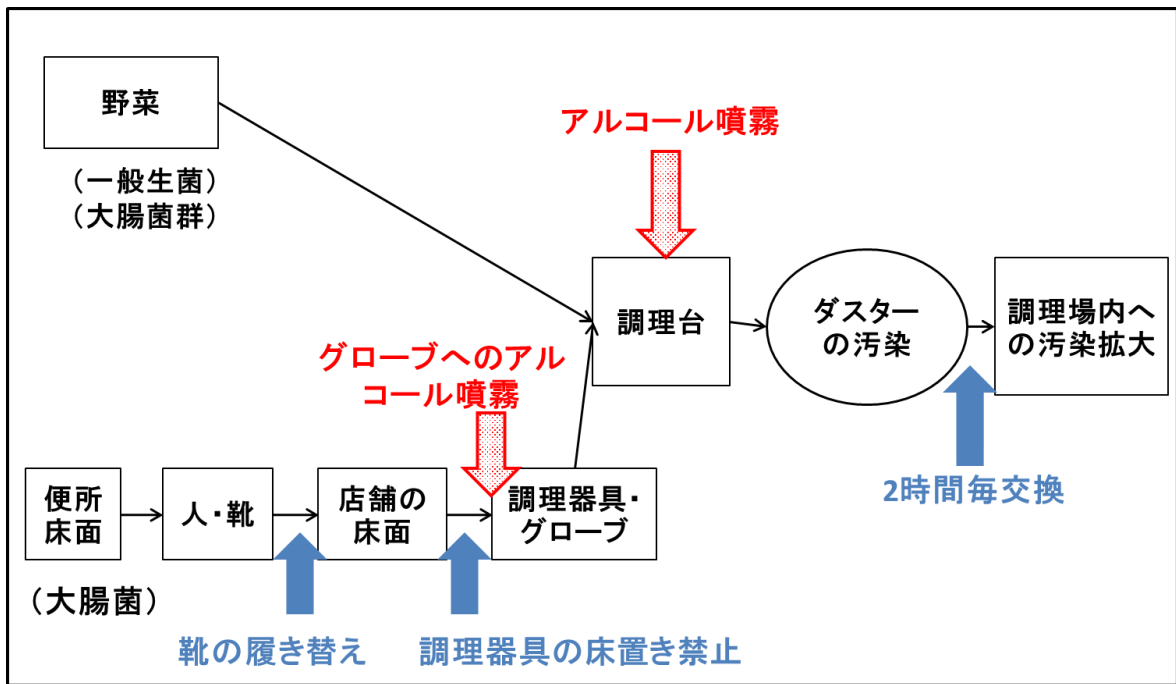 野菜
（一般生菌）
（大腸菌群）
アルコール噴霧
調理台
ダスター
の汚染
調理場内へ
の汚染拡大
グローブへのアル
コール噴霧
2時間毎交換
便所
床面
人・靴
店舗の
床面
調理器具・
グローブ
（大腸菌）
靴の履き替え
調理器具の床置き禁止